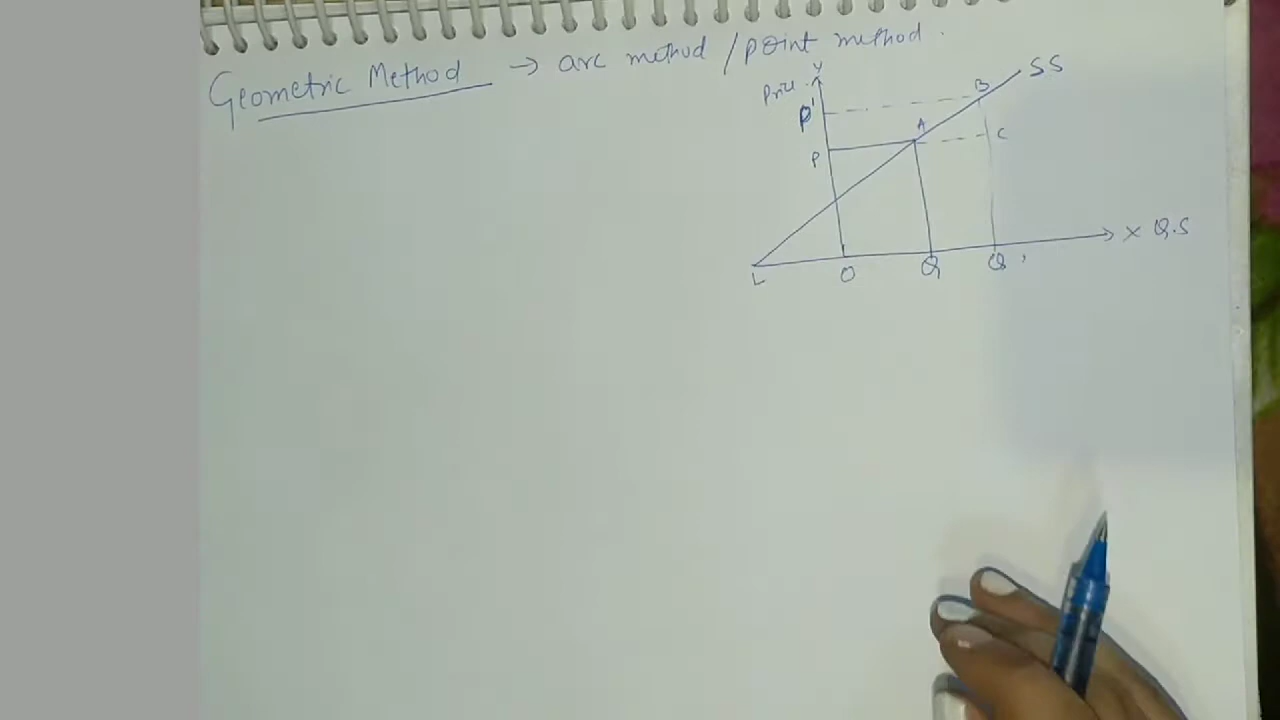 Geometric Method → arc method / point method.
Y
Price
SS
B
P'
A
C
P
X Q.S
L
O
Q
Q'